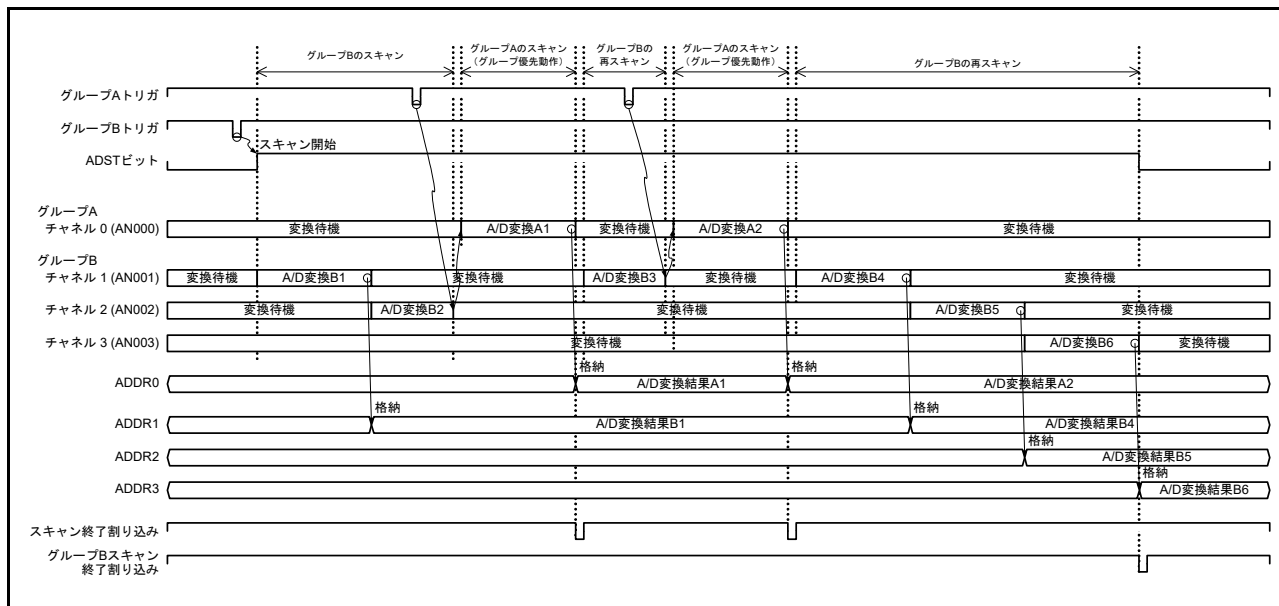 グループBのスキャン
グループAのスキャン
(グループ優先動作)
グループBの
再スキャン
グループAのスキャン
(グループ優先動作)
グループBの再スキャン
グループAトリガ
グループBトリガ
スキャン開始
ADSTビット
グループA
チャネル 0 (AN000)
変換待機
A/D変換A1
変換待機
A/D変換A2
変換待機
グループB
チャネル 1 (AN001)
変換待機
A/D変換B1
変換待機
A/D変換B3
変換待機
A/D変換B4
変換待機
チャネル 2 (AN002)
変換待機
A/D変換B2
変換待機
A/D変換B5
変換待機
チャネル 3 (AN003)
変換待機
A/D変換B6
変換待機
格納
格納
ADDR0
A/D変換結果A1
A/D変換結果A2
格納
格納
ADDR1
A/D変換結果B1
A/D変換結果B4
格納
ADDR2
A/D変換結果B5
格納
ADDR3
A/D変換結果B6
スキャン終了割り込み
グループBスキャン
終了割り込み